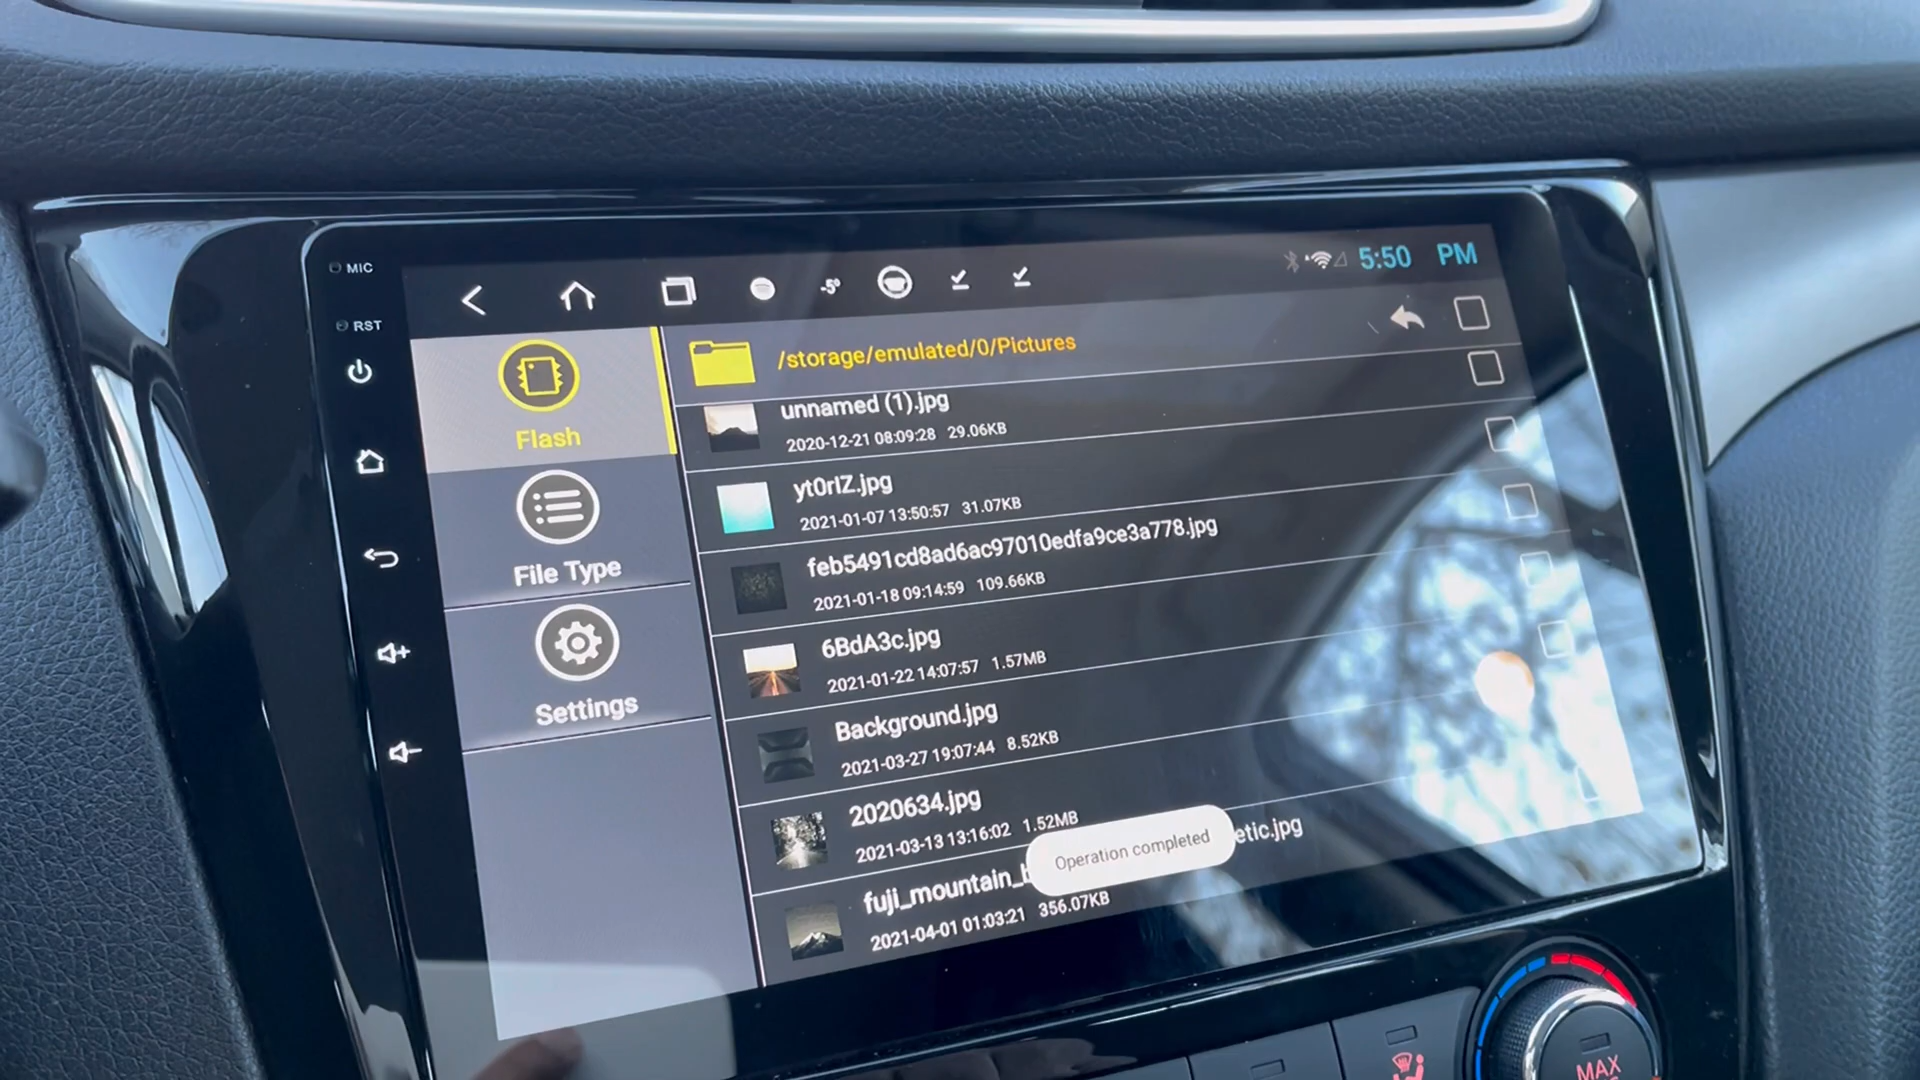 MIC
RST
-5°
5:50 PM
/storage/emulated/0/Pictures
Flash
File Type
Settings
unnamed (1).jpg
2020-12-21 08:09:28 29.06KB
yt0rIZ.jpg
2021-01-07 13:50:57 31.07KB
feb5491cd8ad6ac97010edfa9ce3a778.jpg
2021-01-18 09:14:59 109.66KB
6BdA3c.jpg
2021-01-22 14:07:57 1.57MB
Background.jpg
2021-03-27 19:07:44 8.52KB
2020634.jpg
2021-03-13 13:16:02 1.52MB
Operation completed
fuji_mountain_b etic.jpg
2021-04-01 01:03:21 356.07KB
MAX